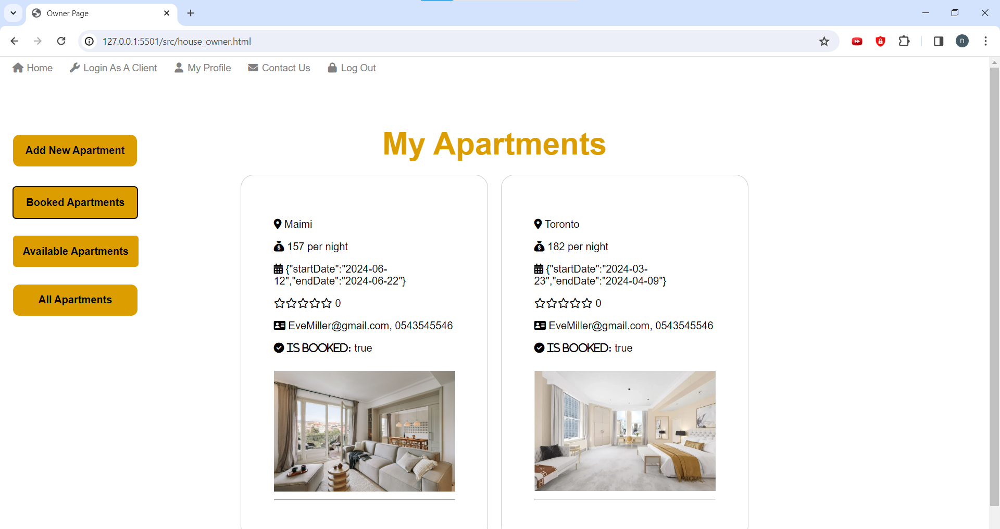 Owner Page
127.0.0.1:5501/src/house_owner.html
n
Home Login As A Client My Profile Contact Us Log Out
My Apartments
Add New Apartment
Booked Apartments
Available Apartments
All Apartments
Maimi
157 per night
{"startDate":"2024-06-
12","endDate":"2024-06-22"}
0
EveMiller@gmail.com, 0543545546
IS BOOKED: true
Toronto
182 per night
{"startDate":"2024-03-
23","endDate":"2024-04-09"}
0
EveMiller@gmail.com, 0543545546
IS BOOKED: true